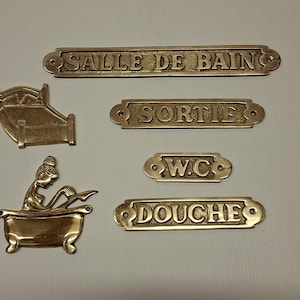 SALLE DE BAIN
SORTIE
W.C
DOUCHE